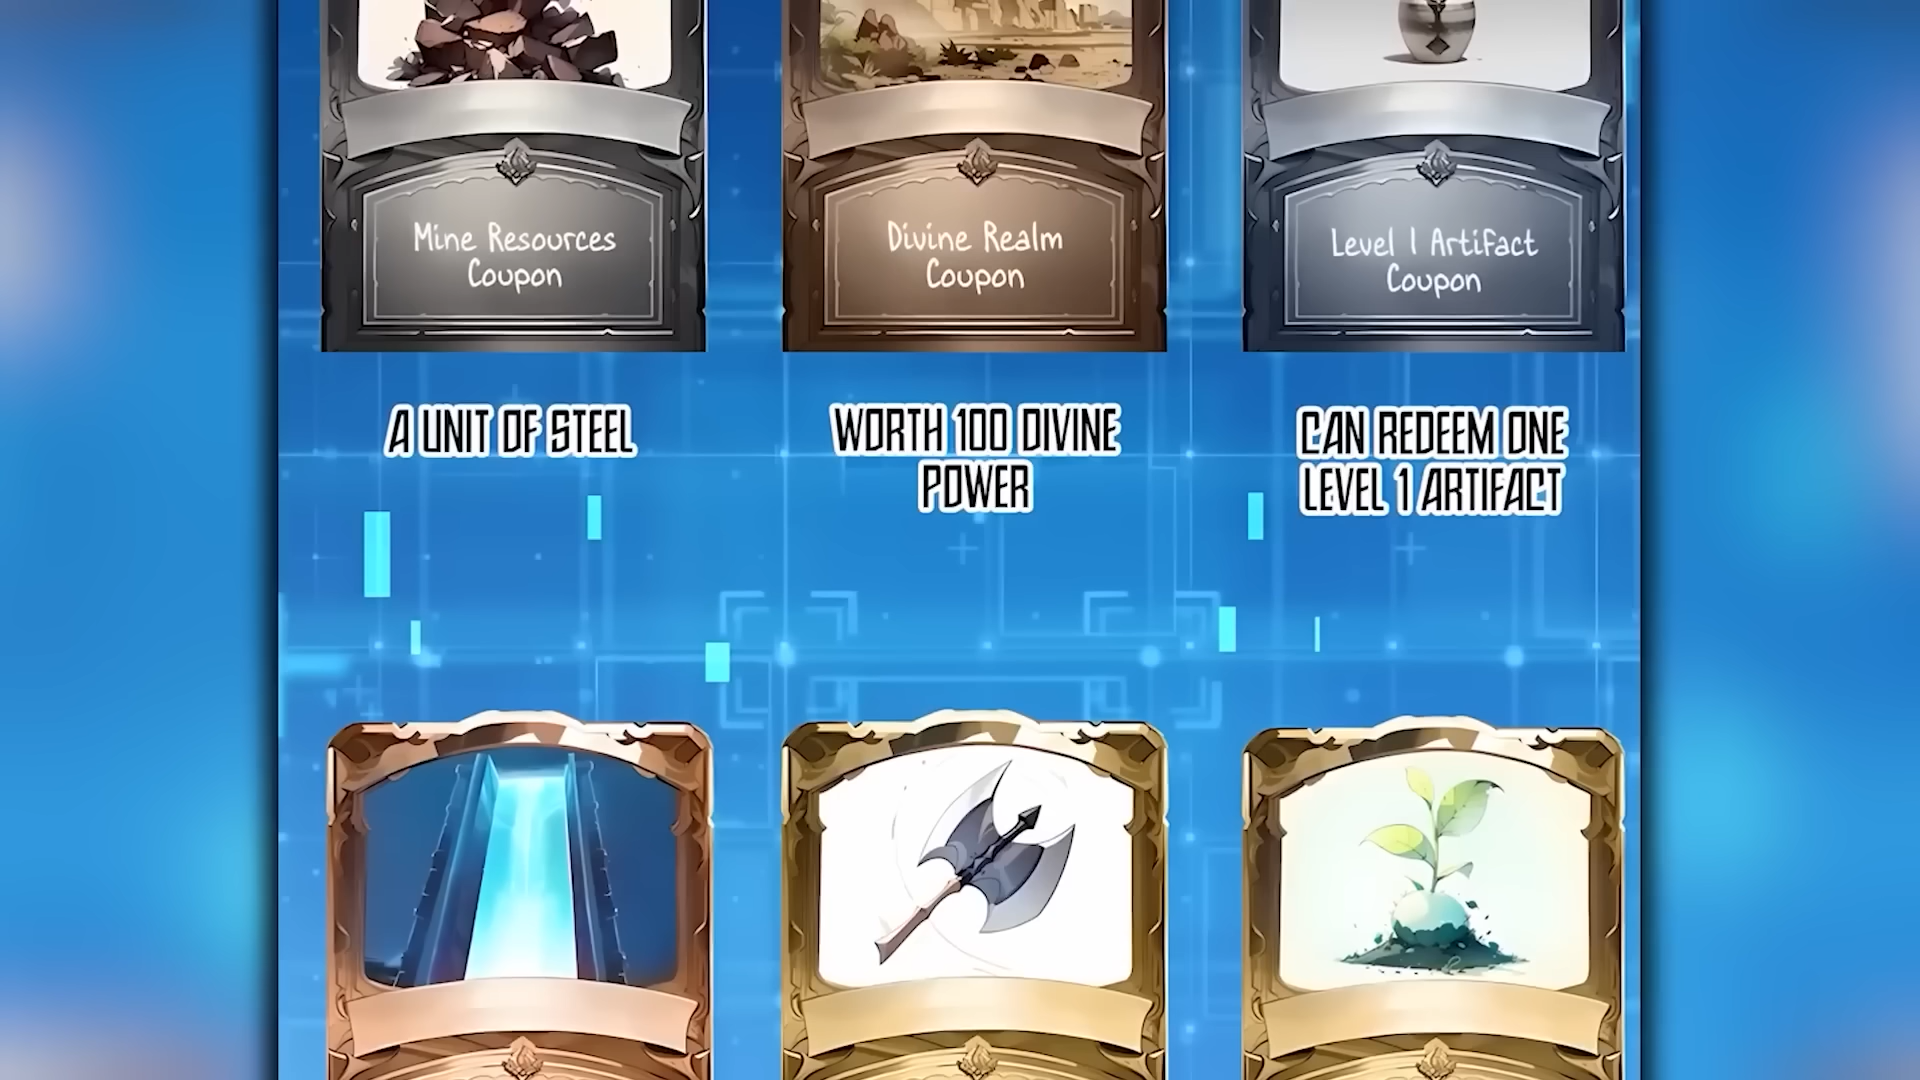 Mine Resources
Coupon
Divine Realm
Coupon
Level 1 Artifact
Coupon
A UNIT OF STEEL
WORTH 100 DIVINE
POWER
CAN REDEEM ONE
LEVEL 1 ARTIFACT